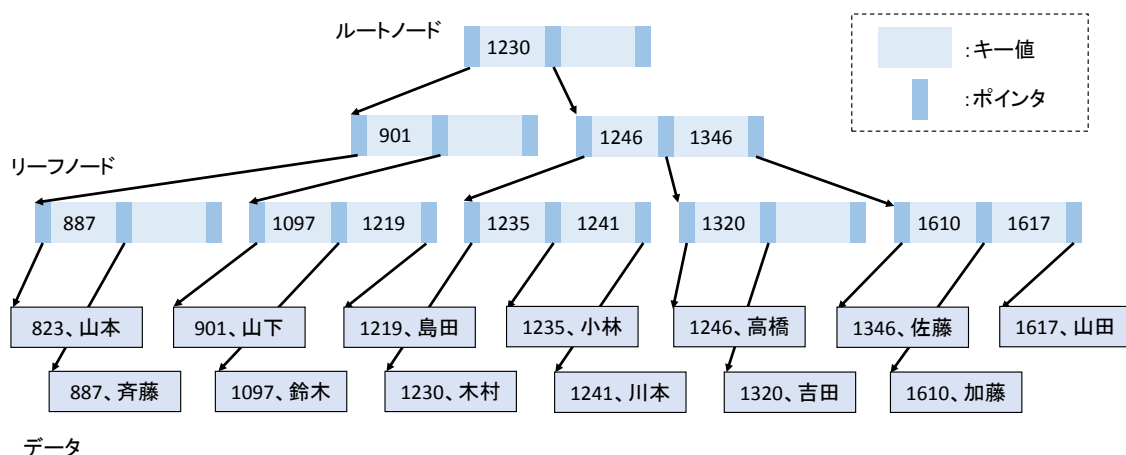 ルートノード
1230
:キー値
:ポインタ
901
1246 1346
リーフノード
887
1097 1219
1235 1241
1320
1610 1617
823、山本
901、山下
1219、島田
1235、小林
1246、高橋
1346、佐藤
1617、山田
887、斉藤
1097、鈴木
1230、木村
1241、川本
1320、吉田
1610、加藤
データ